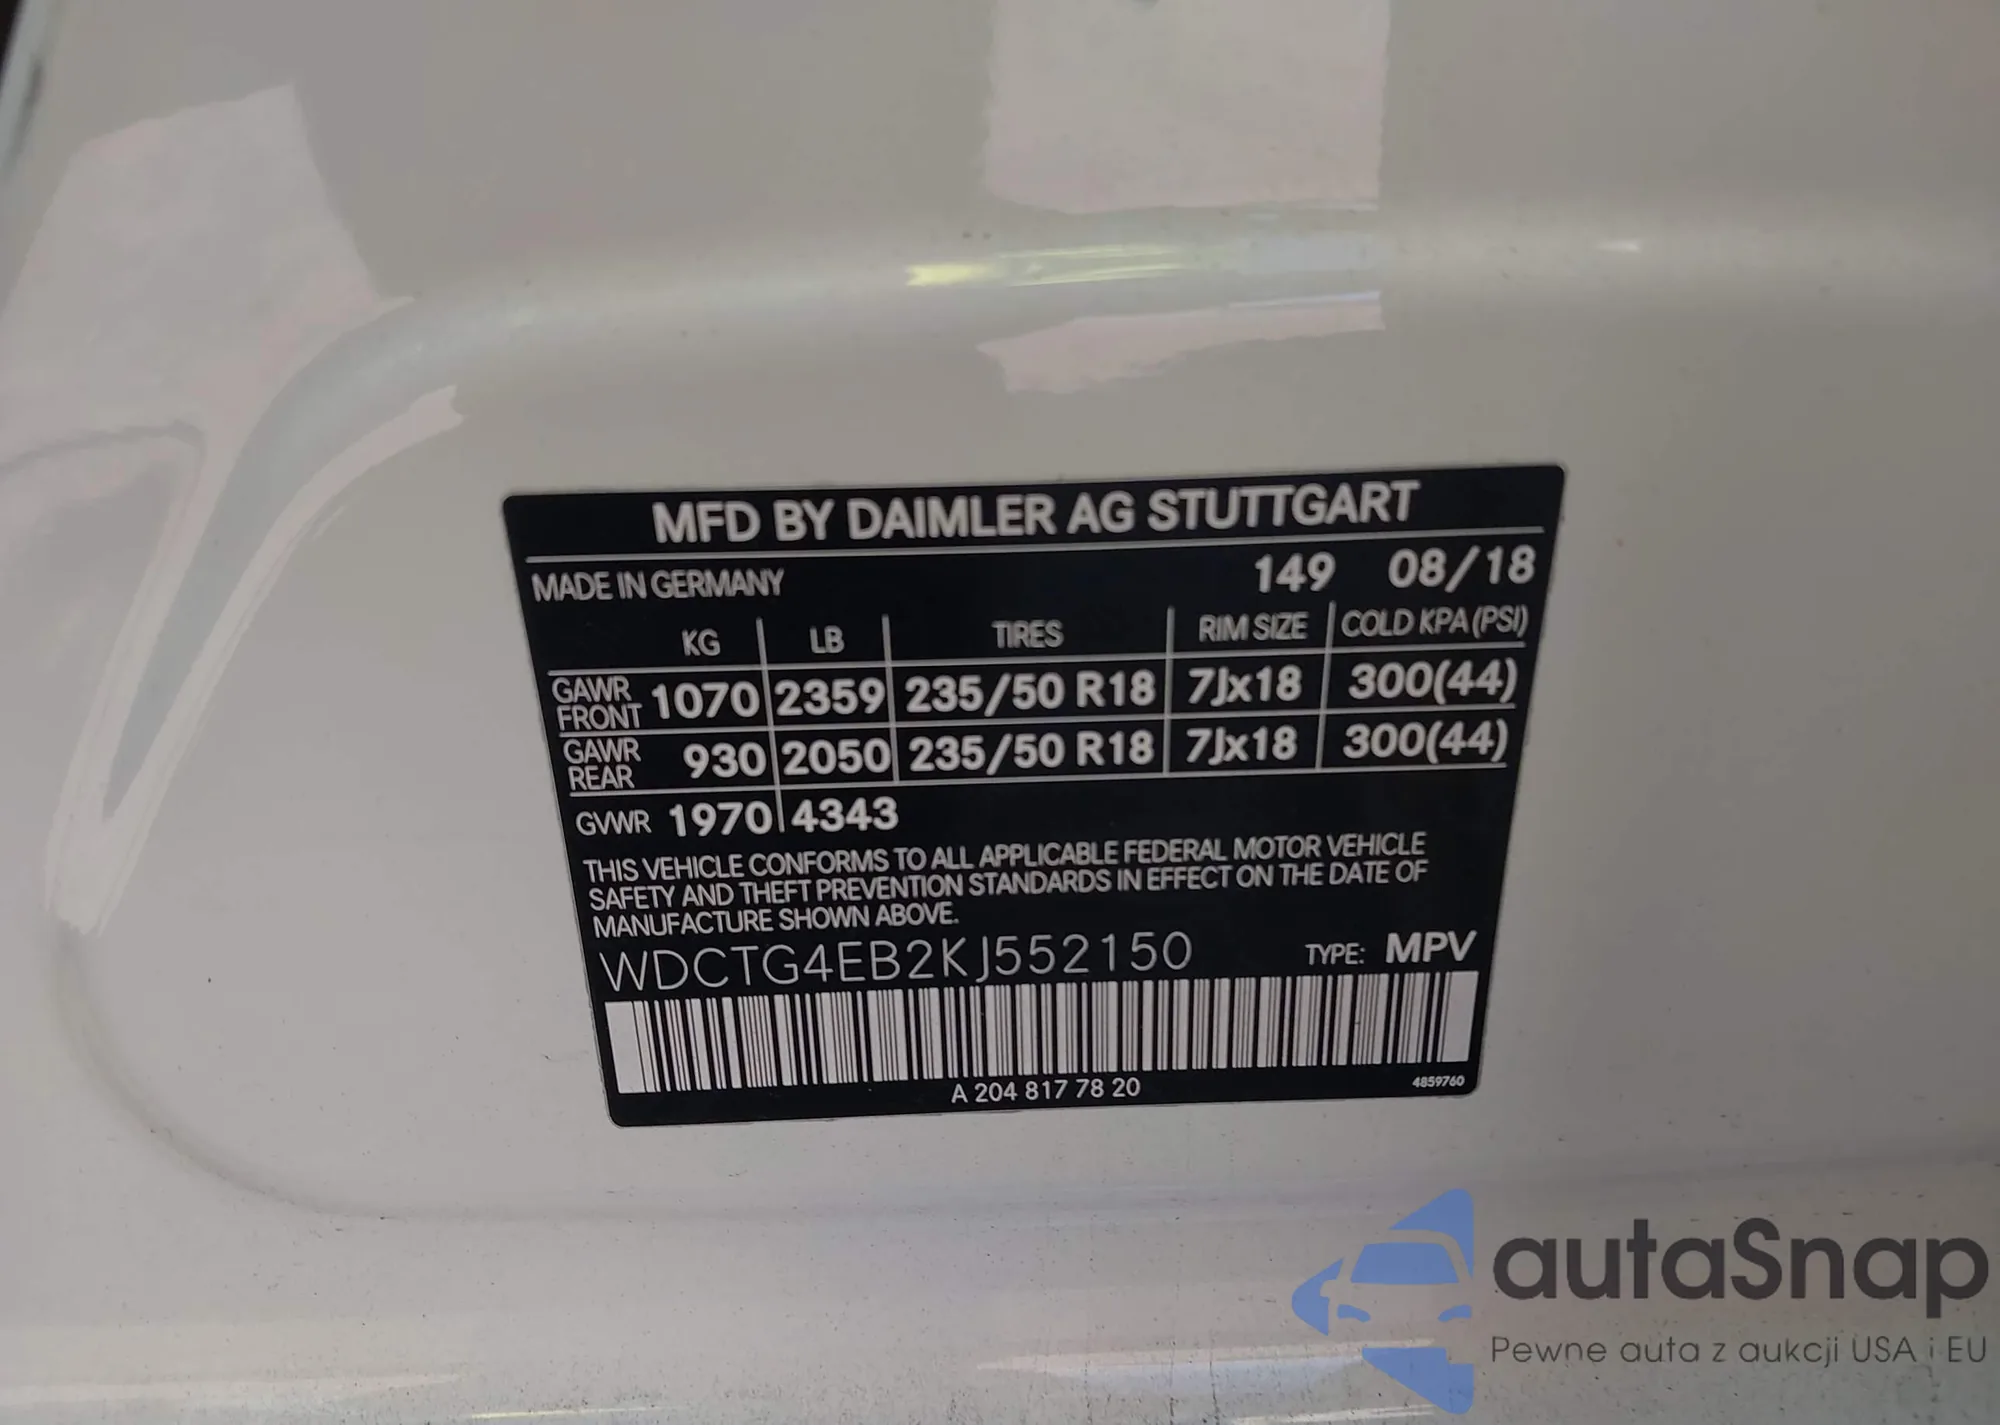 MFD BY DAIMLER AG STUTTGART
MADE IN GERMANY 149 08/18
KG LB TIRES RIM SIZE COLD KPA (PSI)
GAWR FRONT 1070 2359 235/50 R18 7Jx18 300(44)
GAWR REAR 930 2050 235/50 R18 7Jx18 300(44)
GVWR 1970 4343
THIS VEHICLE CONFORMS TO ALL APPLICABLE FEDERAL MOTOR VEHICLE
SAFETY AND THEFT PREVENTION STANDARDS IN EFFECT ON THE DATE OF
MANUFACTURE SHOWN ABOVE.
WDCTG4EB2KJ552150 TYPE: MPV
A 204 817 78 20 4859760
autaSnap
Pewne auta z aukcji USA i EU